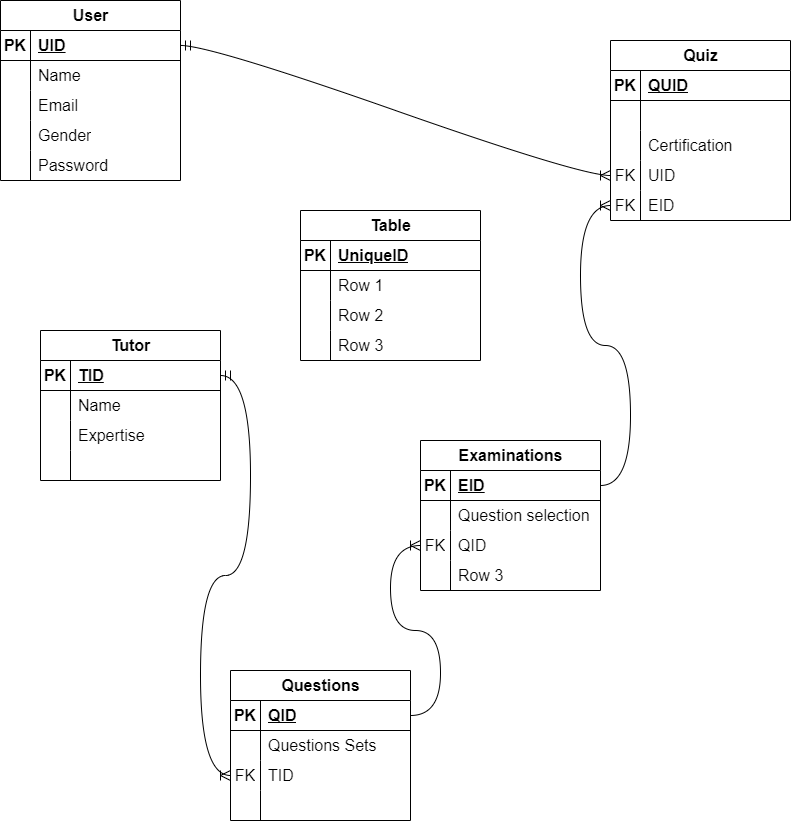 User
PK UID
Name
Email
Gender
Password
Quiz
PK QUID
Certification
FK UID
FK EID
Table
PK UniqueID
Row 1
Row 2
Row 3
Tutor
PK TID
Name
Expertise
Examinations
PK EID
Question selection
FK QID
Row 3
Questions
PK QID
Questions Sets
FK TID